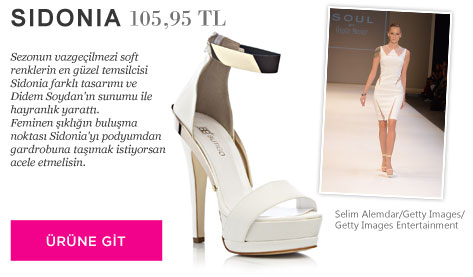 SIDONIA 105,95 TL
Sezonun vazgeçilmezi soft
renklerin en güzel temsilcisi
Sidonia farklı tasarımı ve
Didem Soydan'ın sunumu ile
hayranlık yarattı.
Feminen şıklığın buluşma
noktası Sidonia'yı podyumdan
gardrobuna taşımak istiyorsan
acele etmelisin.
ÜRÜNE GİT
SOUL
BY
Selim Alemdar/Getty Images/
Getty Images Entertainment